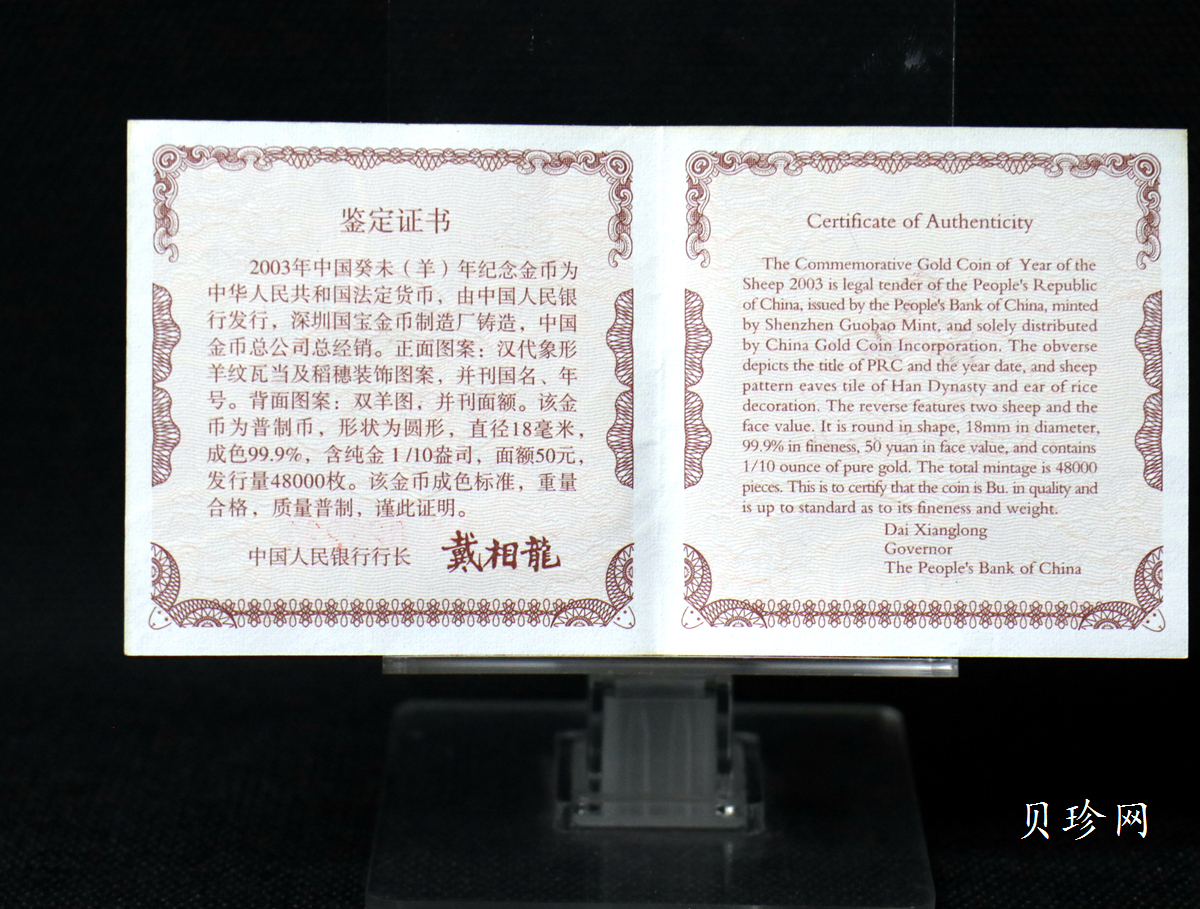 鉴定证书
2003年中国癸未（羊）年纪念金币为
中华人民共和国法定货币，由中国人民银
行发行，深圳国宝金币制造厂铸造，中国
金币总公司总经销。正面图案：汉代象形
羊纹瓦当及稻穗装饰图案，并刊国名、年
号。背面图案：双羊图，并刊面额。该金
币为普制币，形状为圆形，直径18毫米，
成色99.9%，含纯金 1 /10盎司，面额50元，
发行量48000枚。该金币成色标准，重量
合格，质量普制，谨此证明。
中国人民银行行长 戴相龍
Certificate of Authenticity
The Commemorative Gold Coin of Year of the
Sheep 2003 is legal tender of the People's Republic
of China, issued by the People's Bank of China, minted
by Shenzhen Guobao Mint, and solely distributed
by China Gold Coin Incorporation. The obverse
depicts the title of PRC and the year date, and sheep
pattern eaves tile of Han Dynasty and ear of rice
decoration. The reverse features two sheep and the
face value. It is round in shape, 18mm in diameter,
99.9% in fineness, 50 yuan in face value, and contains
1/10 ounce of pure gold. The total mintage is 48000
pieces. This is to certify that the coin is Bu. in quality and
is up to standard as to its fineness and weight.
Dai Xianglong
Governor
The People's Bank of China
贝珍网